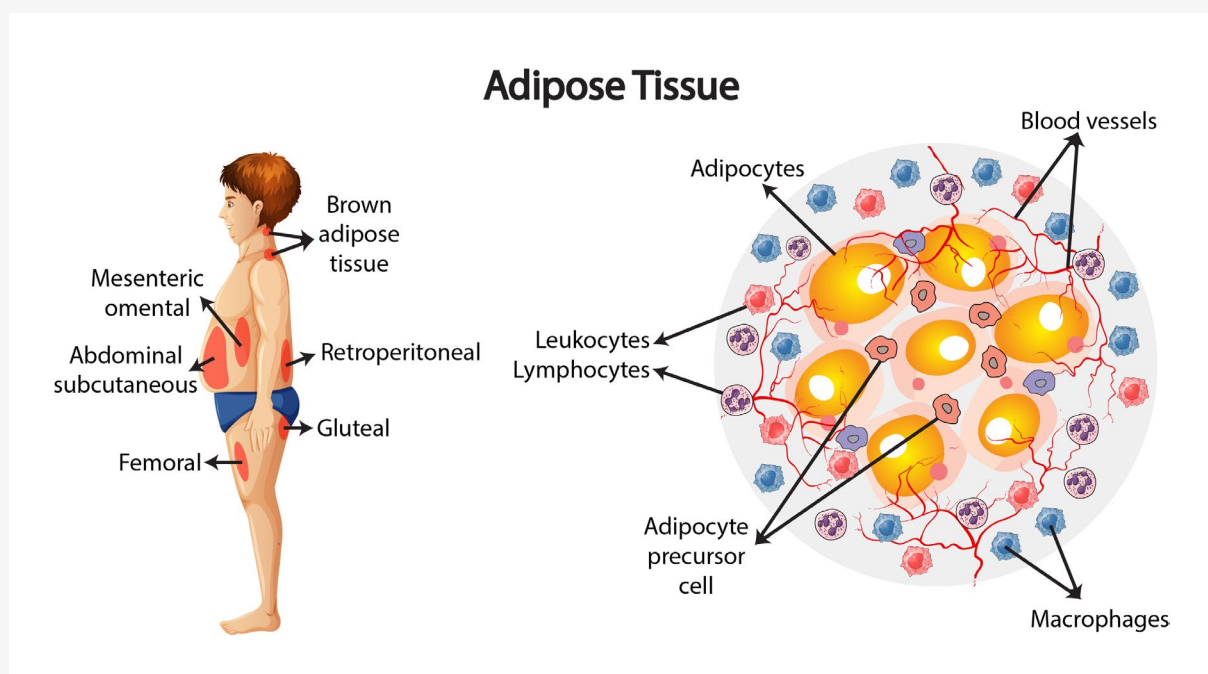 Adipose Tissue
Brown
adipose
tissue
Mesenteric
omental
Abdominal
subcutaneous
Retroperitoneal
Gluteal
Femoral
Blood vessels
Adipocytes
Leukocytes
Lymphocytes
Adipocyte
precursor
cell
Macrophages